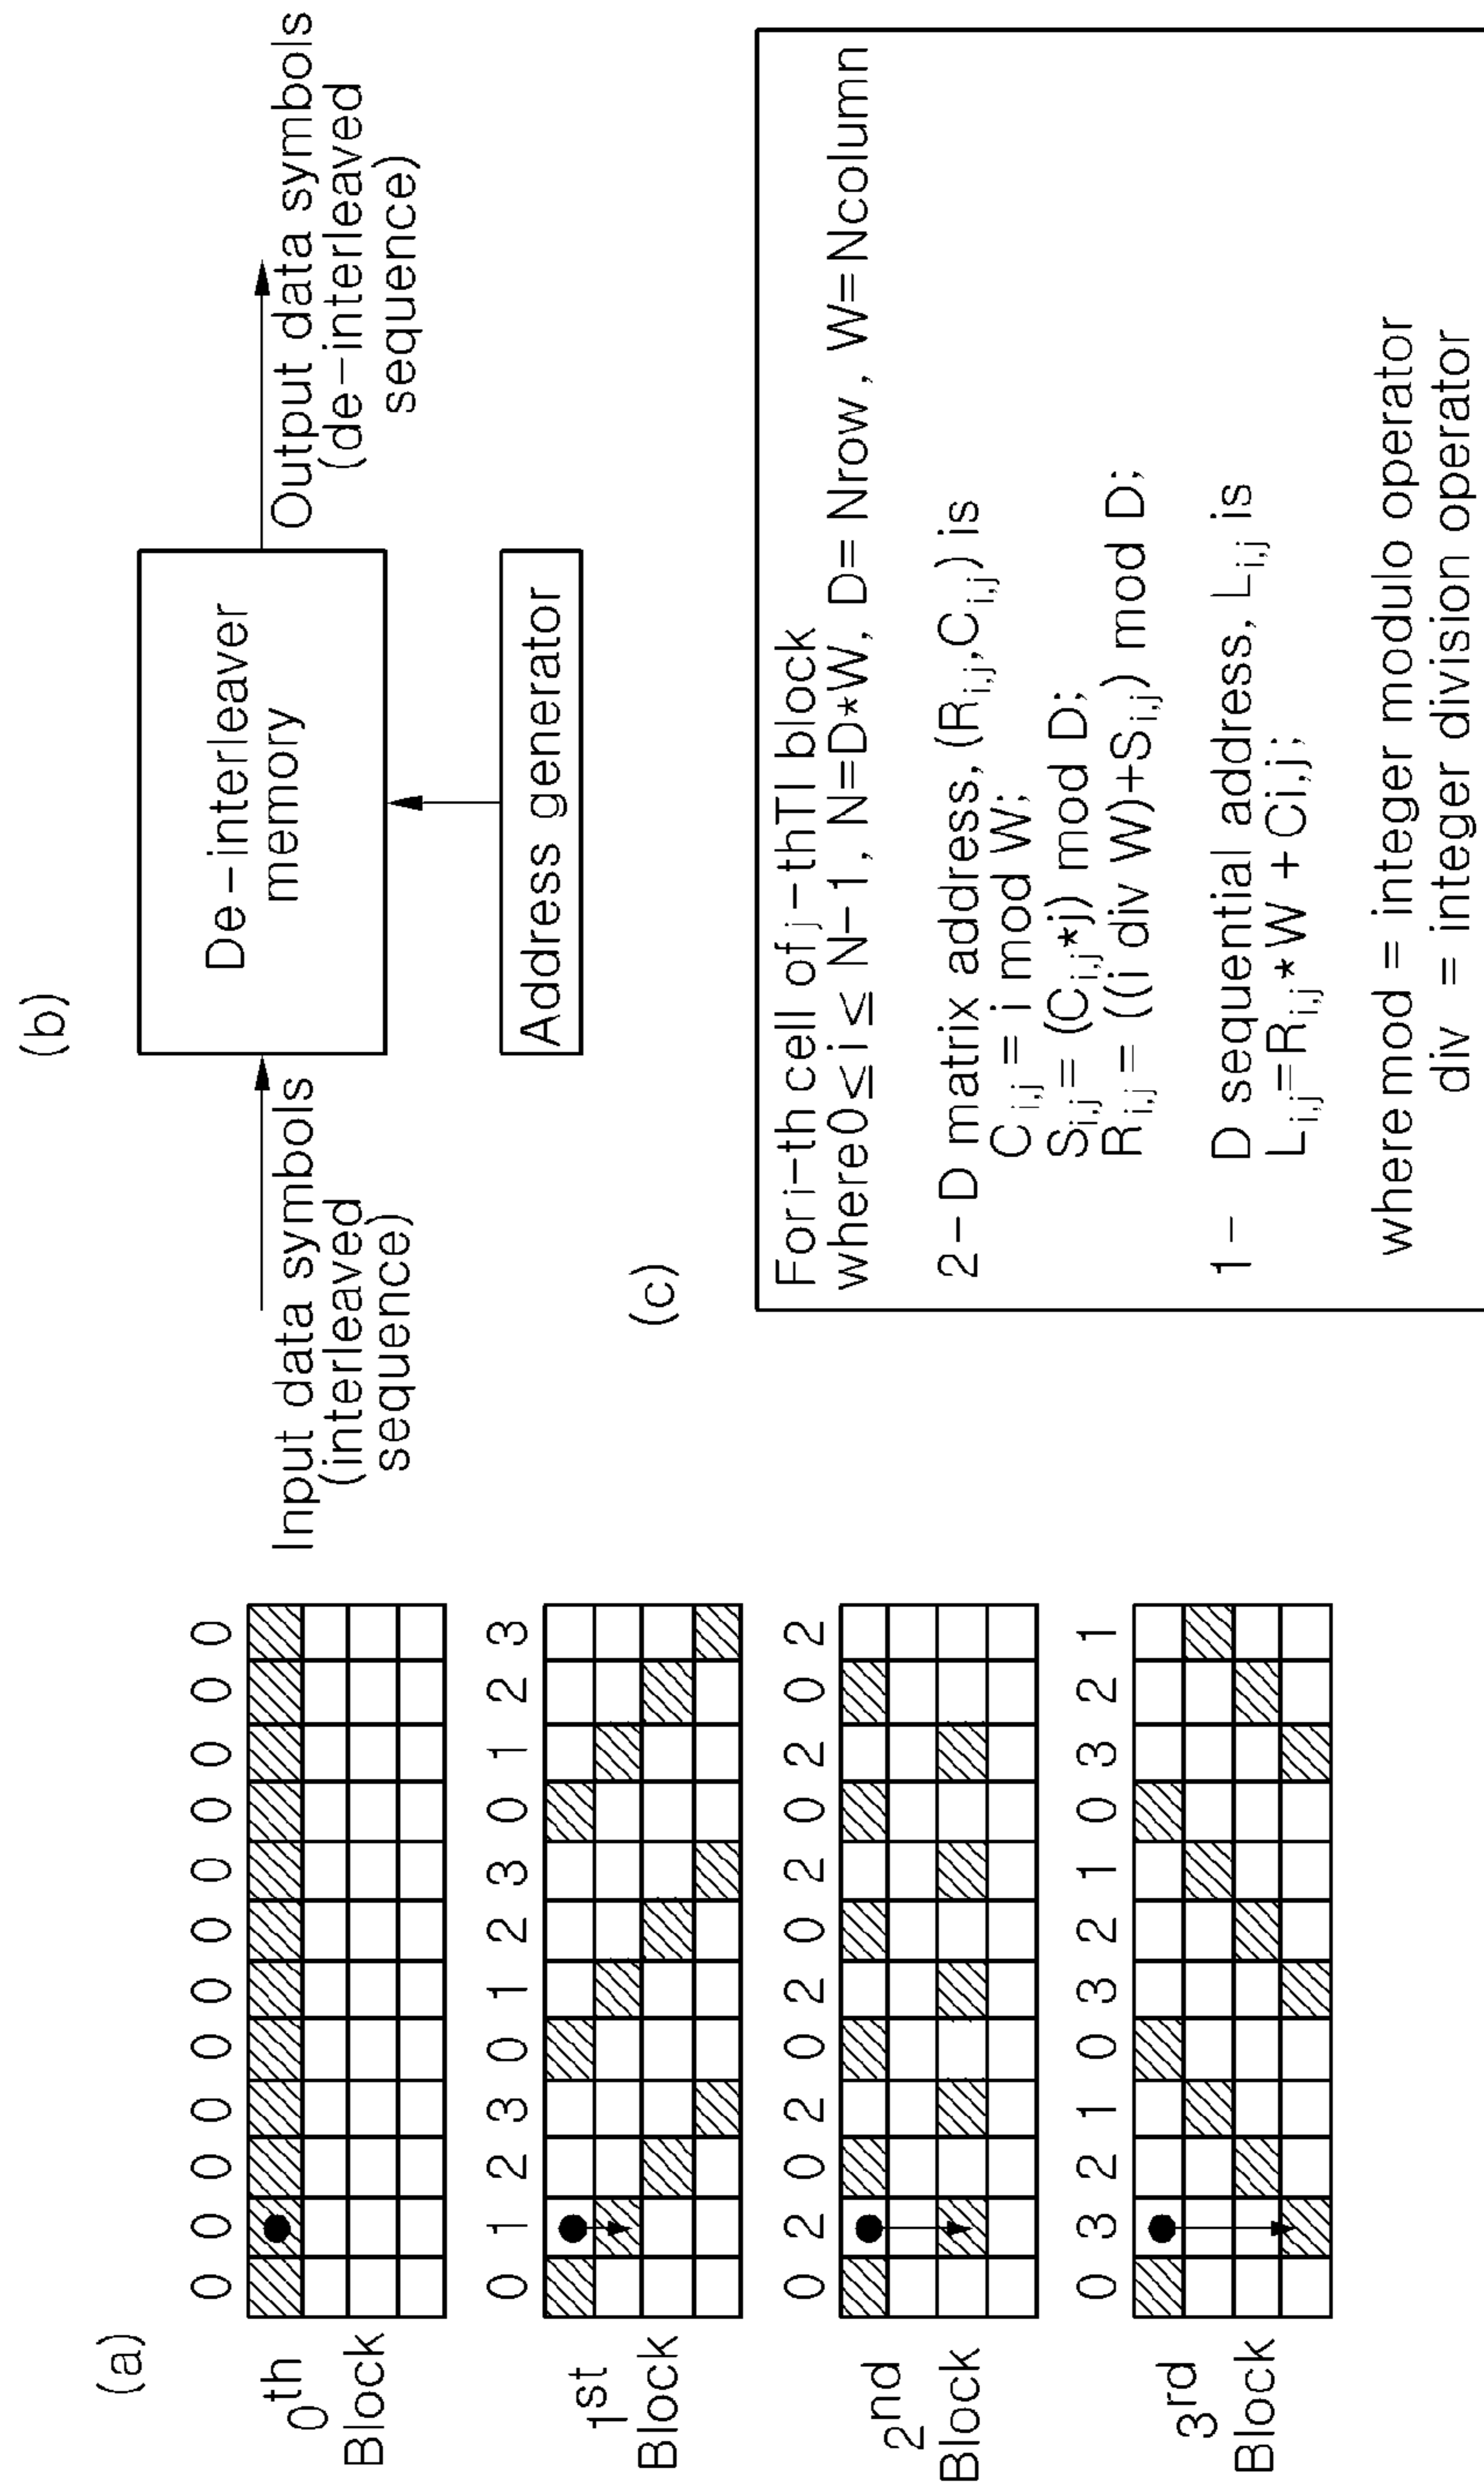 (a)
0 0 0 0 0 0 0 0 0 0 0 0
0th
Block
0 1 2 3 0 1 2 3 0 1 2 3
1st
Block
0 2 0 2 0 2 0 2 0 2 0 2
2nd
Block
0 3 2 1 0 3 2 1 0 3 2 1
3rd
Block
(b)
Input data symbols
(interleaved
sequence)
De-interleaver
memory
Address generator
Output data symbols
(de-interleaved
sequence)
(c)
For i-th cell of j-thTI block
where0≤i≤ N-1, N=D*W, D= Nrow, W=Ncolumn
2-D matrix address, (Ri,j,Ci,j) is
Ci,j = i mod W;
Si,j= (Ci,j*j) mod D;
Ri,j= ((i div W)+Si,j) mod D;
1- D sequential address, Li,j is
Li,j=Ri,j*W + Ci,j;
where mod = integer modulo operator
div = integer division operator